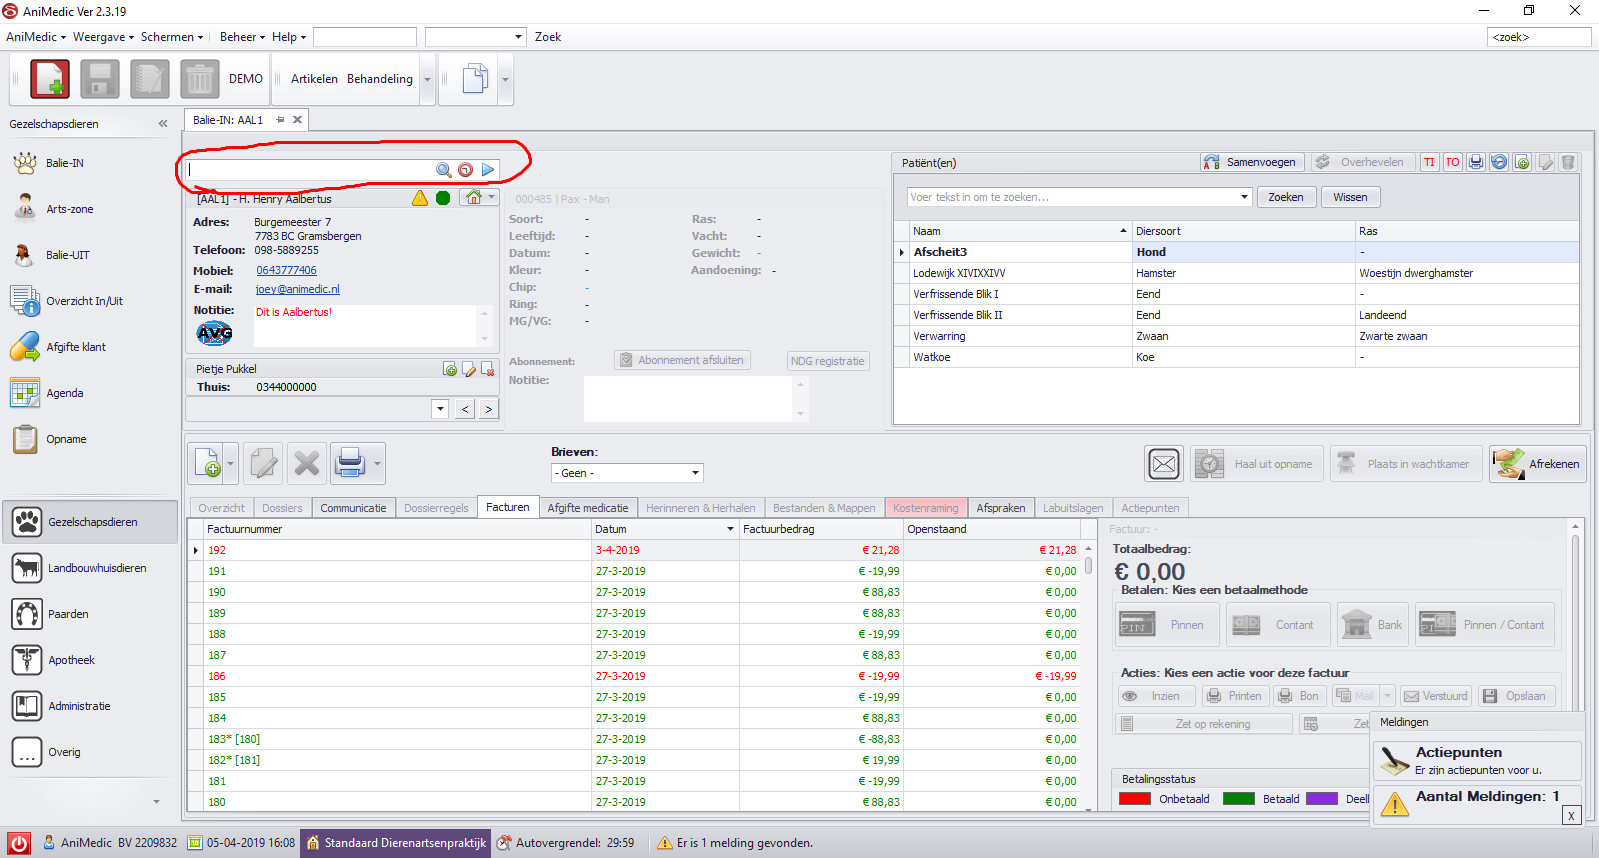 AniMedic Ver 2.3.19
AniMedic Weergave Schermen Beheer Help Zoek <zoek>
DEMO Artikelen Behandeling
Gezelschapsdieren «
Balie-IN
Arts-zone
Balie-UIT
Overzicht In/Uit
Afgifte klant
Agenda
Opname
Gezelschapsdieren
Landbouwhuisdieren
Paarden
Apotheek
Administratie
... Overig
Balie-IN: AAL1
[AAL1] - H. Henry Aalbertus
Adres: Burgemeester 7
7783 BC Gramsbergen
Telefoon: 098-5889255
Mobiel: 0643777406
E-mail: joey@animedic.nl
Notitie: Dit is Aalbertus!
AVG
Pietje Pukkel
Thuis: 0344000000
< >
000485 | Pax - Man
Soort: - Ras: -
Leeftijd: - Vacht: -
Datum: - Gewicht: -
Kleur: - Aandoening: -
Chip: -
Ring: -
MG/VG: -
Abonnement: Abonnement afsluiten NDG registratie
Notitie:
Patiënt(en) A B Samenvoegen Overhevelen TI TO
Voer tekst in om te zoeken... Zoeken Wissen
Naam Diersoort Ras
Afscheit3 Hond -
Lodewijk XIVIXXIVV Hamster Woestijn dwerghamster
Verfrissende Blik I Eend -
Verfrissende Blik II Eend Landeend
Verwarring Zwaan Zwarte zwaan
Watkoe Koe -
Brieven:
- Geen -
Haal uit opname Plaats in wachtkamer Afrekenen
Overzicht Dossiers Communicatie Dossierregels Facturen Afgifte medicatie Herinneren & Herhalen Bestanden & Mappen Kostenraming Afspraken Labuitslagen Actiepunten
Factuurnummer Datum Factuurbedrag Openstaand
192 3-4-2019 € 21,28 € 21,28
191 27-3-2019 € -19,99 € 0,00
190 27-3-2019 € 88,83 € 0,00
189 27-3-2019 € 88,83 € 0,00
188 27-3-2019 € -19,99 € 0,00
187 27-3-2019 € 88,83 € 0,00
186 27-3-2019 € -19,99 € -19,99
185 27-3-2019 € -19,99 € 0,00
184 27-3-2019 € 88,83 € 0,00
183* [180] 27-3-2019 € -88,83 € 0,00
182* [181] 27-3-2019 € 19,99 € 0,00
181 27-3-2019 € -19,99 € 0,00
180 27-3-2019 € 88,83 € 0,00
Factuur: -
Totaalbedrag:
€ 0,00
Betalen: Kies een betaalmethode
PIN Pinnen Contant Bank Pinnen / Contant
Acties: Kies een actie voor deze factuur
Inzien Printen Bon Mail Verstuurd Opslaan
Zet op rekening Zet
Betalingsstatus
Onbetaald Betaald Deell
Meldingen
Actiepunten
Er zijn actiepunten voor u.
Aantal Meldingen: 1
X
AniMedic BV 2209832 05-04-2019 16:08 Standaard Dierenartsenpraktijk Autovergrendel: 29:59 Er is 1 melding gevonden.